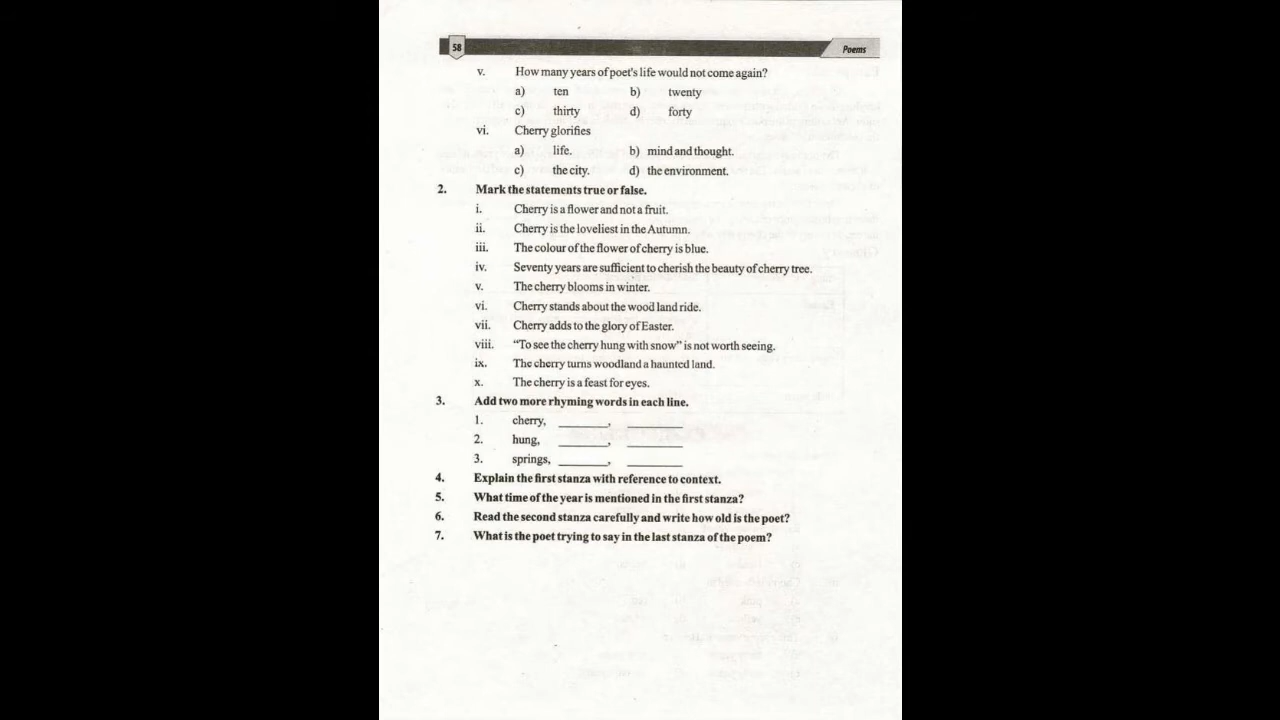 58
Poems
v. How many years of poet's life would not come again?
a) ten b) twenty
c) thirty d) forty
vi. Cherry glorifies
a) life. b) mind and thought.
c) the city. d) the environment.
2. Mark the statements true or false.
i. Cherry is a flower and not a fruit.
ii. Cherry is the loveliest in the Autumn.
iii. The colour of the flower of cherry is blue.
iv. Seventy years are sufficient to cherish the beauty of cherry tree.
v. The cherry blooms in winter.
vi. Cherry stands about the wood land ride.
vii. Cherry adds to the glory of Easter.
viii. “To see the cherry hung with snow” is not worth seeing.
ix. The cherry turns woodland a haunted land.
x. The cherry is a feast for eyes.
3. Add two more rhyming words in each line.
1. cherry, ______, ______
2. hung, ______, ______
3. springs, ______, ______
4. Explain the first stanza with reference to context.
5. What time of the year is mentioned in the first stanza?
6. Read the second stanza carefully and write how old is the poet?
7. What is the poet trying to say in the last stanza of the poem?